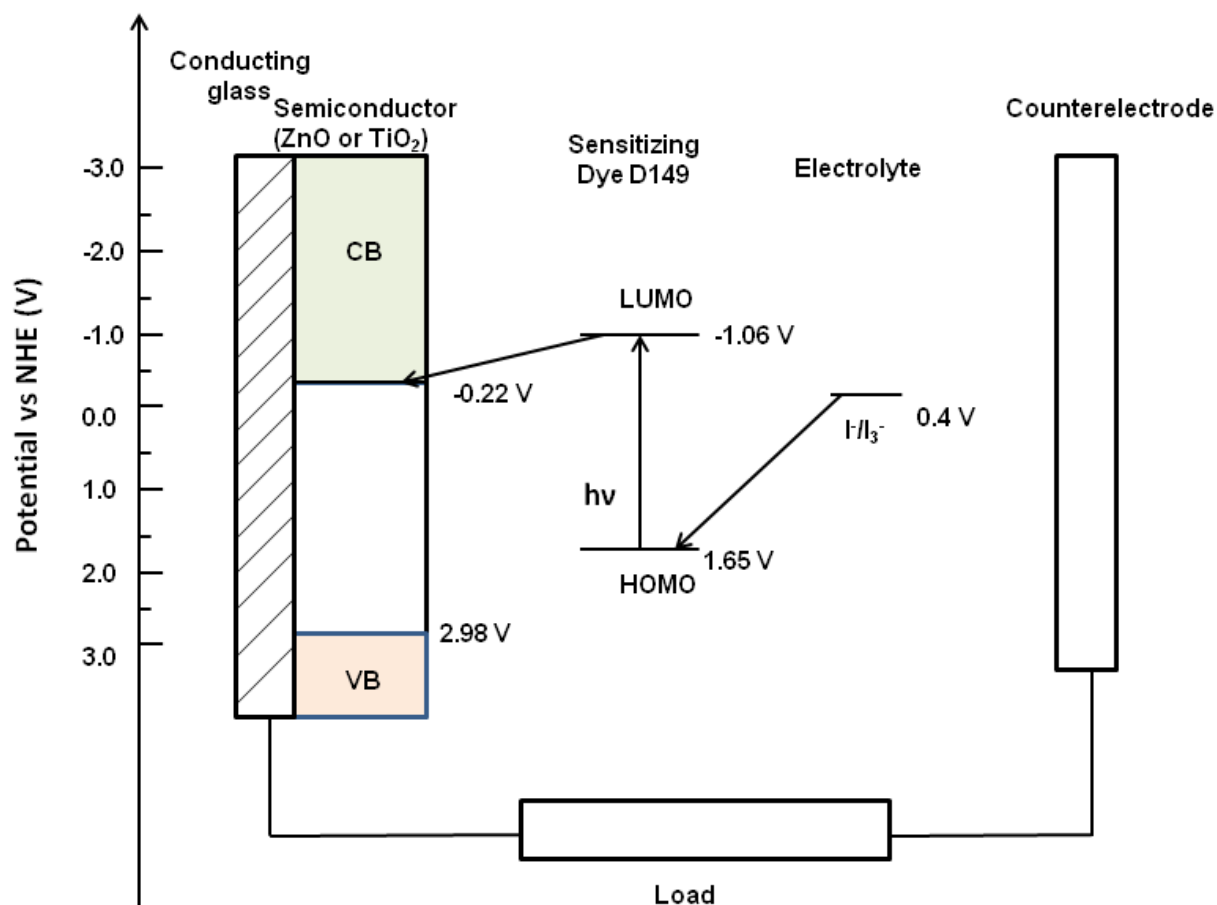 Conducting
glass
Semiconductor
(ZnO or TiO₂)
Sensitizing
Dye D149
Electrolyte
Counterelectrode
Potential vs NHE (V)
-3.0
-2.0
-1.0
0.0
1.0
2.0
3.0
CB
VB
-0.22 V
2.98 V
LUMO
-1.06 V
hν
1.65 V
HOMO
I⁻/I₃⁻
0.4 V
Load